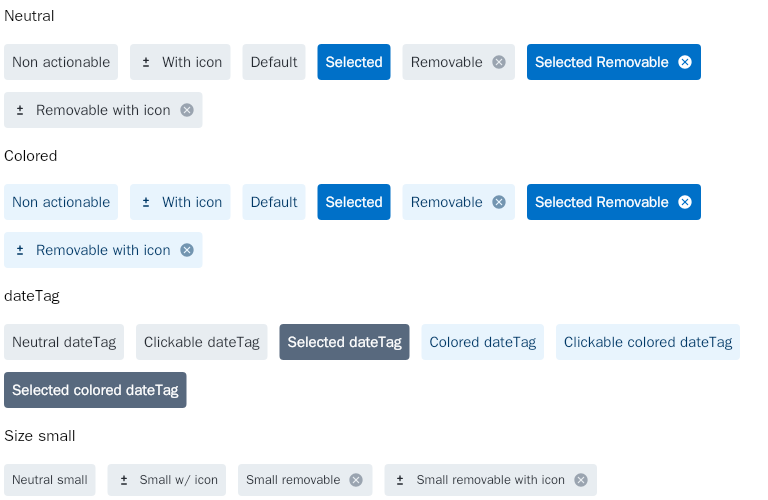 Neutral
Non actionable ± With icon Default Selected Removable Selected Removable
± Removable with icon
Colored
Non actionable ± With icon Default Selected Removable Selected Removable
± Removable with icon
dateTag
Neutral dateTag Clickable dateTag Selected dateTag Colored dateTag Clickable colored dateTag
Selected colored dateTag
Size small
Neutral small ± Small w/ icon Small removable ± Small removable with icon